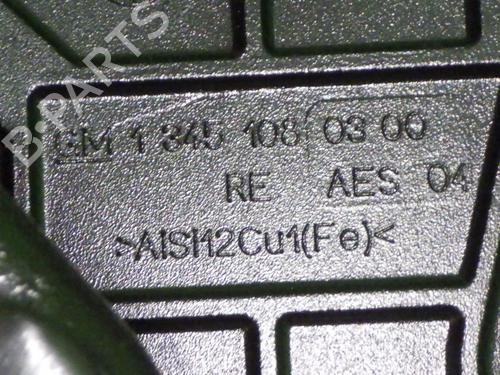 B-PARTS
GM 1 345 108 03 00
RE AES 04
>AlSi12Cu1(Fe)<